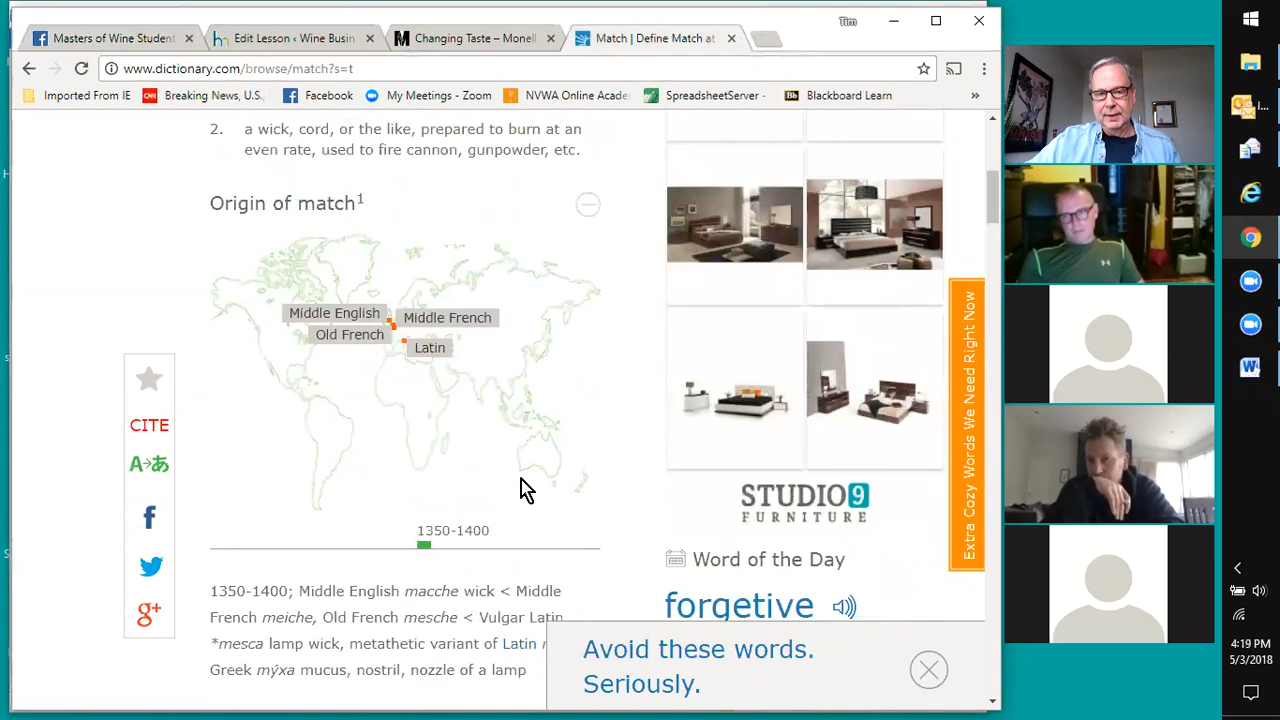 Tim
Masters of Wine Student
Edit Lesson ‹ Wine Busin
Changing Taste – Monell
Match | Define Match at
www.dictionary.com/browse/match?s=t
Imported From IE
CNN
Breaking News, U.S.
Facebook
My Meetings - Zoom
NVWA Online Acade
SpreadsheetServer -
Bb
Blackboard Learn
»
2. a wick, cord, or the like, prepared to burn at an
even rate, used to fire cannon, gunpowder, etc.
Origin of match1
Middle English
Middle French
Old French
Latin
CITE
A>あ
1350-1400
1350-1400; Middle English macche wick < Middle
French meiche, Old French mesche < Vulgar Latin
*mesca lamp wick, metathetic variant of Latin
Greek mýxa mucus, nostril, nozzle of a lamp
STUDIO9
FURNITURE
Word of the Day
forgetive
Avoid these words.
Seriously.
Extra Cozy Words We Need Right Now
4:19 PM
5/3/2018